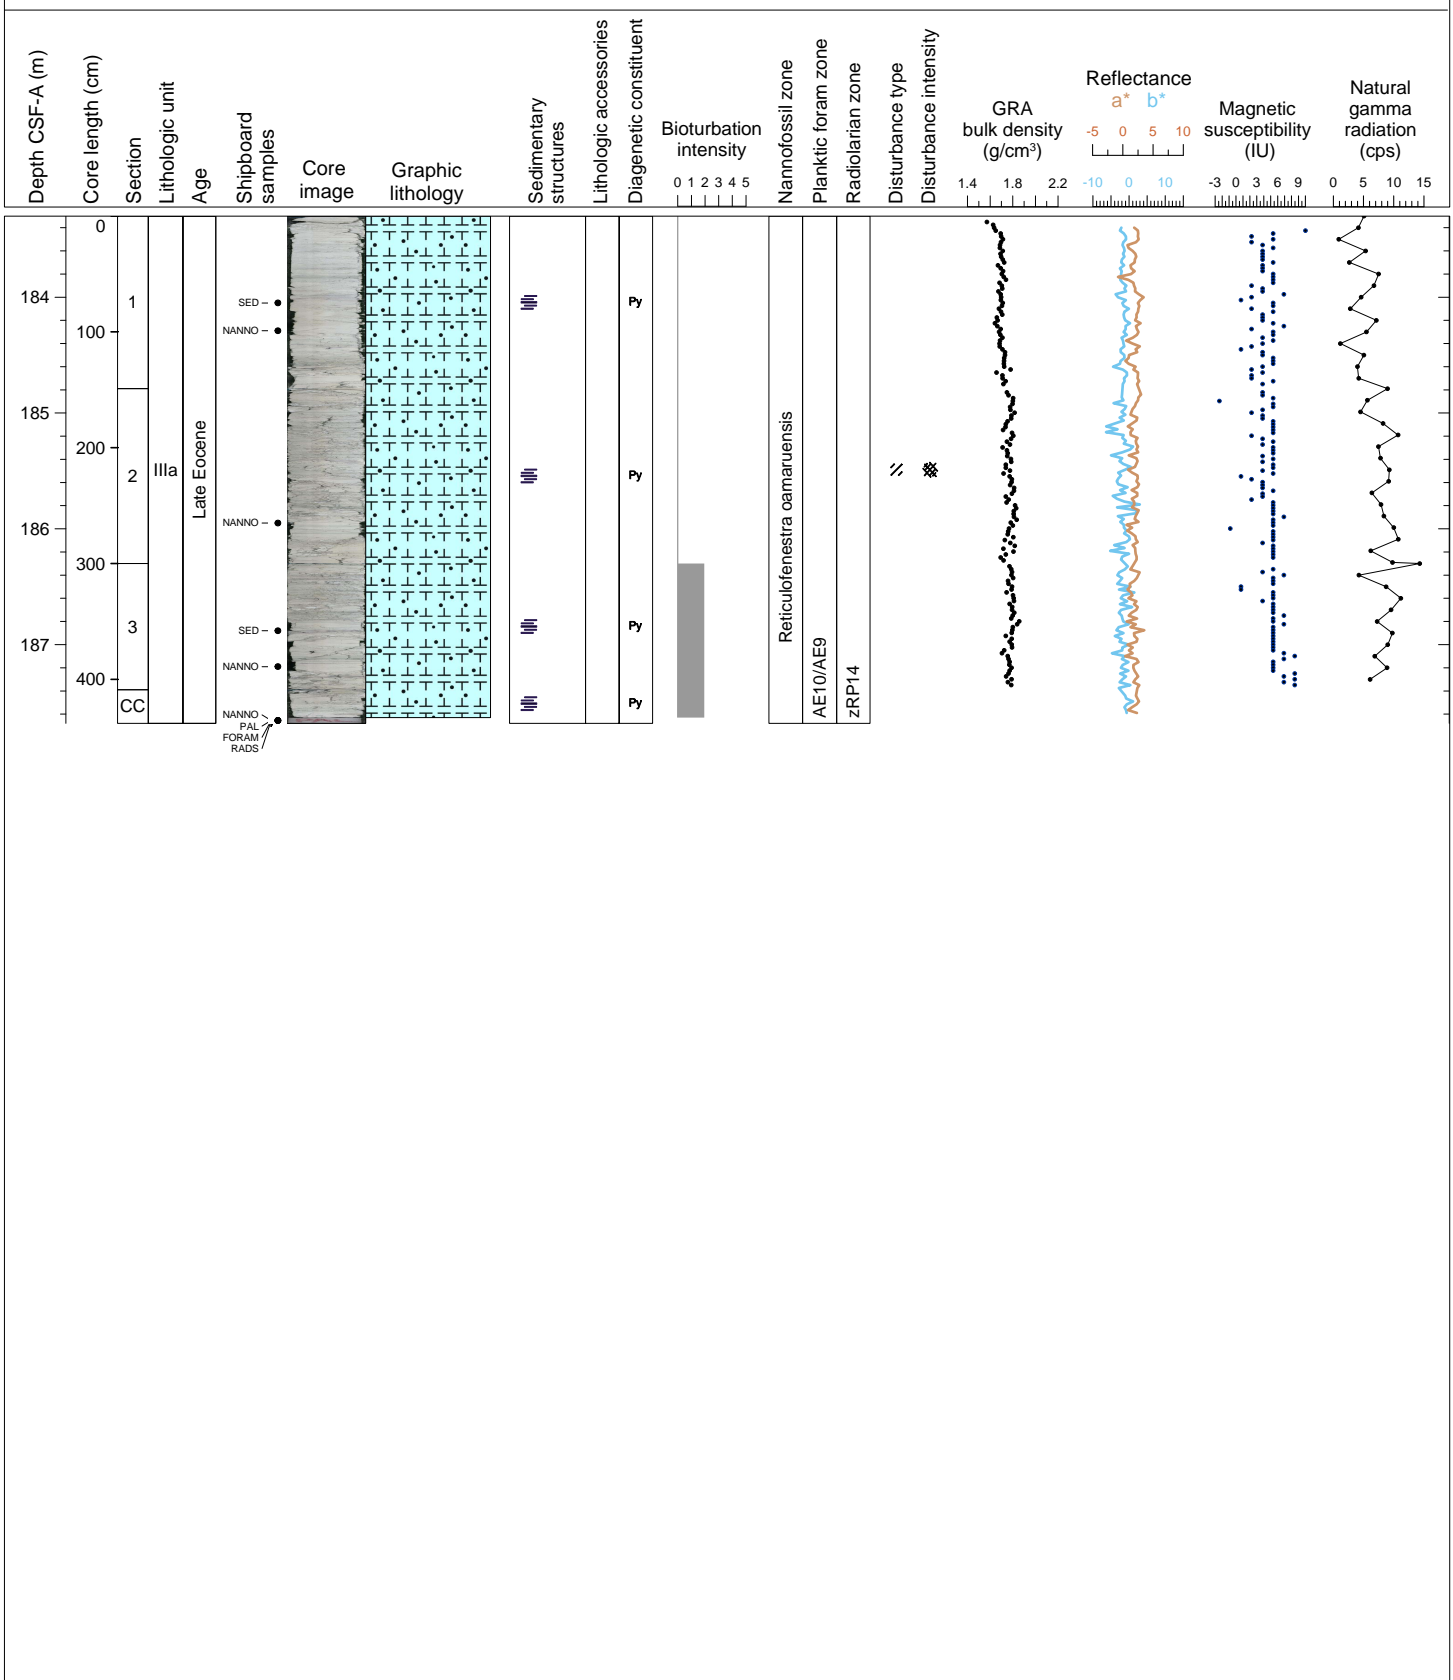 Depth CSF-A (m)
Core length (cm)
Section
Lithologic unit
Age
Shipboard
samples
Core
image
Graphic
lithology
Sedimentary
structures
Lithologic accessories
Diagenetic constituent
Bioturbation
intensity
0 1 2 3 4 5
Nannofossil zone
Planktic foram zone
Radiolarian zone
Disturbance type
Disturbance intensity
GRA
bulk density
(g/cm³)
1.4 1.8 2.2
Reflectance
a* b*
-5 0 5 10
-10 0 10
Magnetic
susceptibility
(IU)
-3 0 3 6 9
Natural
gamma
radiation
(cps)
0 5 10 15
184
185
186
187
0
100
200
300
400
1
2
3
CC
IIIa
Late Eocene
SED
NANNO
NANNO
SED
NANNO
NANNO
PAL
FORAM
RADS
Py
Py
Py
Py
Reticulofenestra oamaruensis
AE10/AE9
zRP14